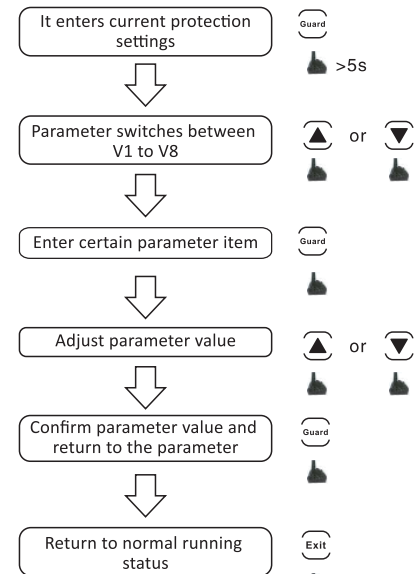 It enters current protection
settings
Guard
>5s
Parameter switches between
V1 to V8
or
Enter certain parameter item
Guard
Adjust parameter value
or
Confirm parameter value and
return to the parameter
Guard
Return to normal running
status
Exit